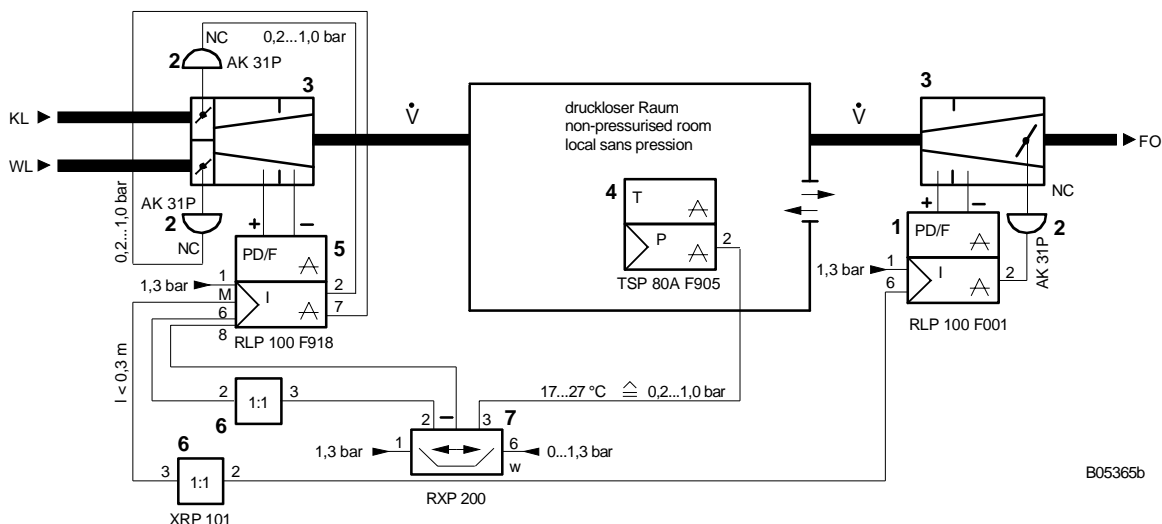 NC
0,2...1,0 bar
2
AK 31P
3
3
KL
WL
V̇
V̇
FO
druckloser Raum
non-pressurised room
local sans pression
0,2...1,0 bar
AK 31P
2
NC
+
–
5
PD/F
1,3 bar
1
M
6
8
I
2
7
RLP 100 F918
4
T
P
2
TSP 80A F905
NC
+
–
1
PD/F
2
AK 31P
1,3 bar
1
6
I
2
RLP 100 F001
l < 0,3 m
2
1:1
3
6
17...27 °C ≙ 0,2...1,0 bar
2
–
3
7
1,3 bar
1
6
0...1,3 bar
w
RXP 200
6
3
1:1
2
XRP 101
B05365b